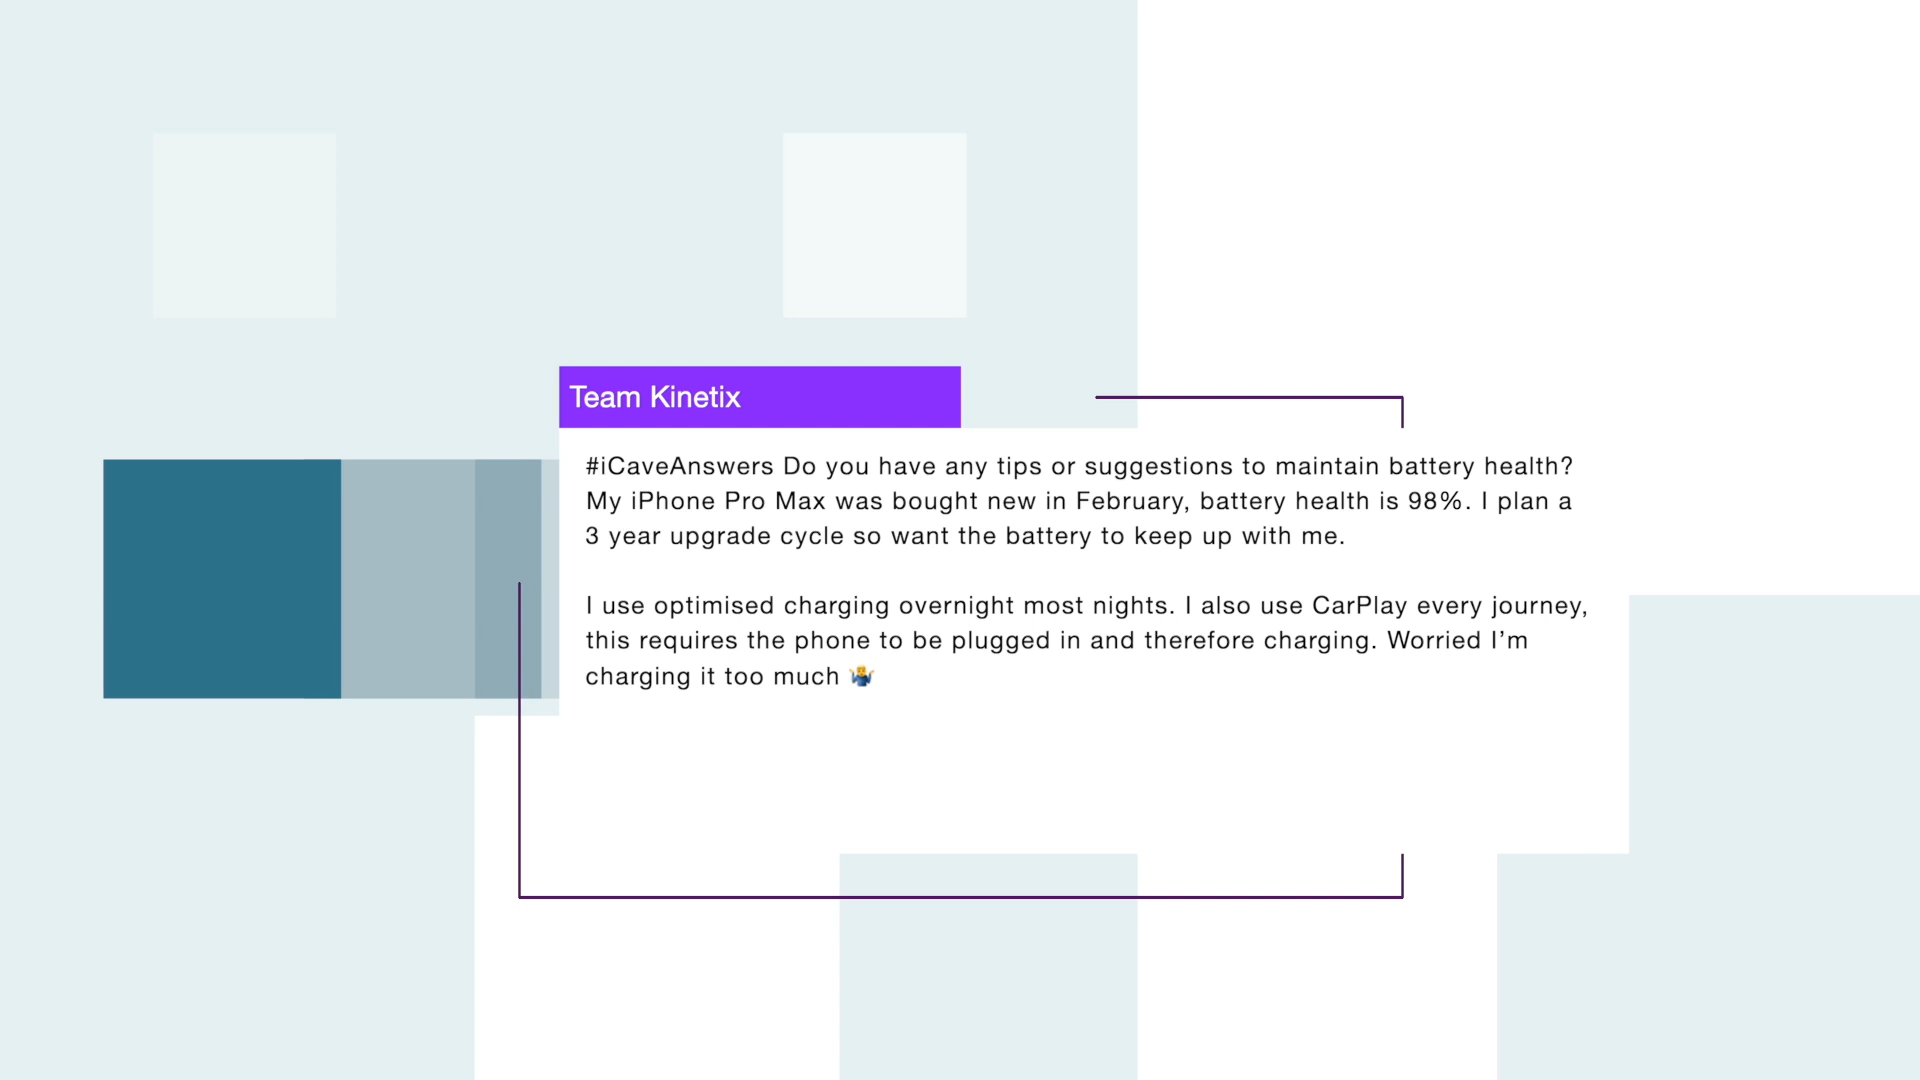 Team Kinetix
#iCaveAnswers Do you have any tips or suggestions to maintain battery health?
My iPhone Pro Max was bought new in February, battery health is 98%. I plan a
3 year upgrade cycle so want the battery to keep up with me.
I use optimised charging overnight most nights. I also use CarPlay every journey,
this requires the phone to be plugged in and therefore charging. Worried I’m
charging it too much 🤷‍♂️